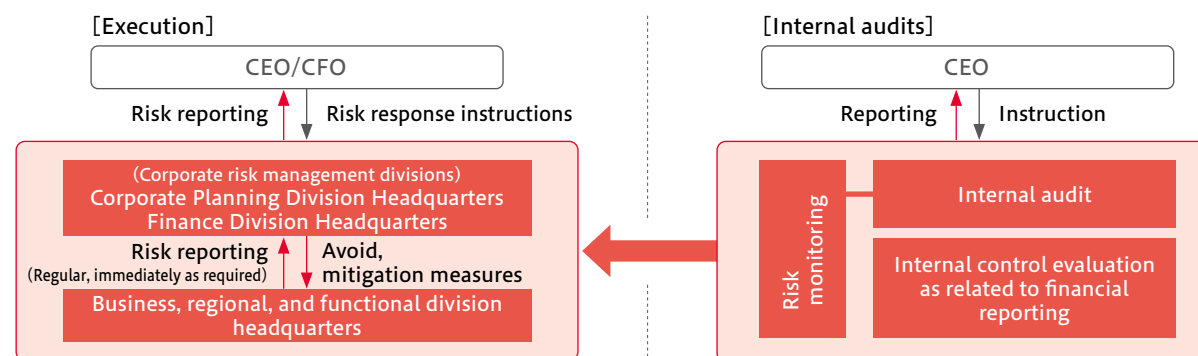 [Execution]
CEO/CFO
Risk reporting
Risk response instructions
(Corporate risk management divisions)
Corporate Planning Division Headquarters
Finance Division Headquarters
Risk reporting
(Regular, immediately as required)
Avoid,
mitigation measures
Business, regional, and functional division
headquarters
[Internal audits]
CEO
Reporting
Instruction
Risk
monitoring
Internal audit
Internal control evaluation
as related to financial
reporting